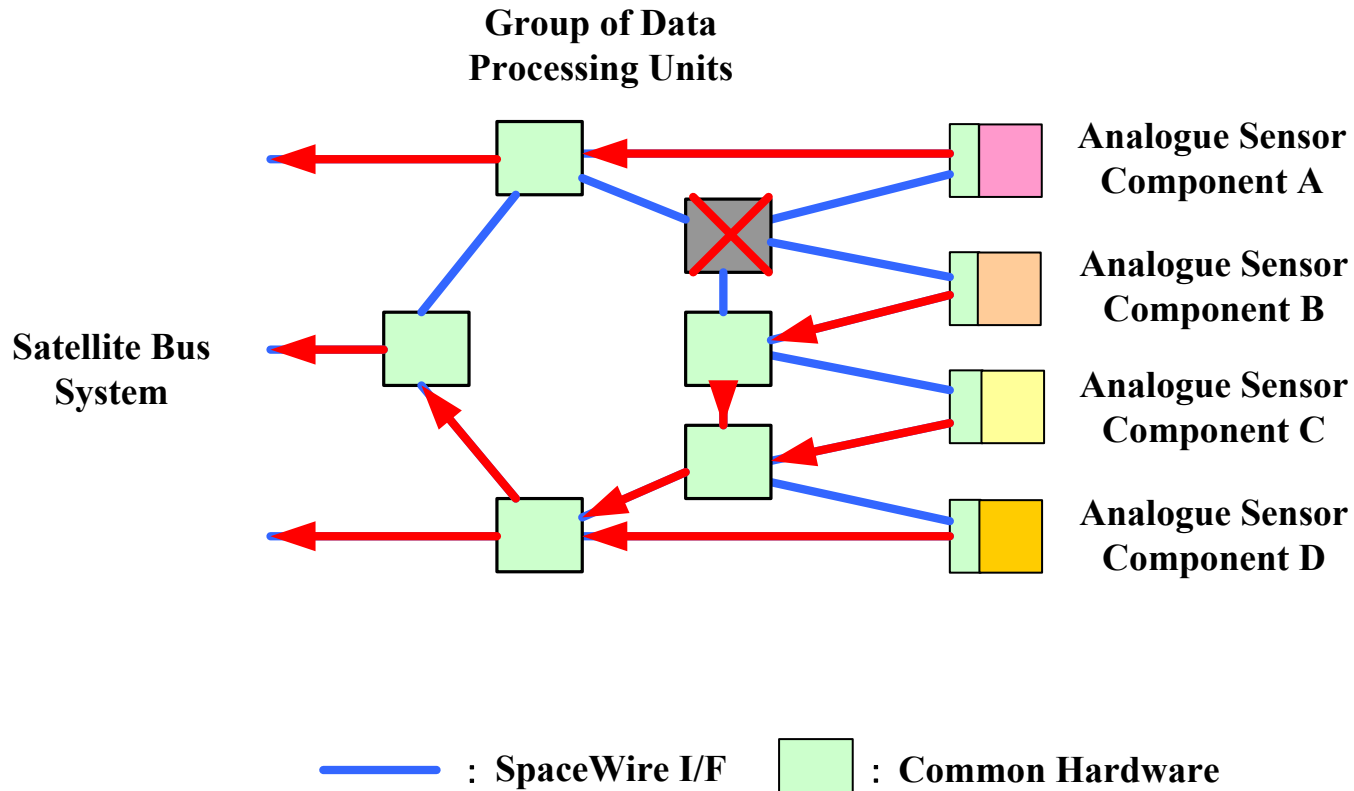 Group of Data
Processing Units
Analogue Sensor
Component A
Analogue Sensor
Component B
Satellite Bus
System
Analogue Sensor
Component C
Analogue Sensor
Component D
: SpaceWire I/F
: Common Hardware